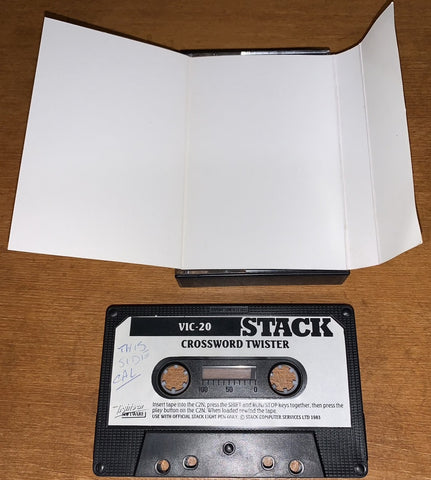 VIC-20
STACK
CROSSWORD TWISTER
THIS
SIDE
CAL
100 50 0
Lightpen
SOFTWARE
Insert tape into the C2N, press the SHIFT and RUN/STOP keys together, then press the
play button on the C2N. When loaded rewind the tape.
USE WITH OFFICIAL STACK LIGHT PEN ONLY. © STACK COMPUTER SERVICES LTD 1983